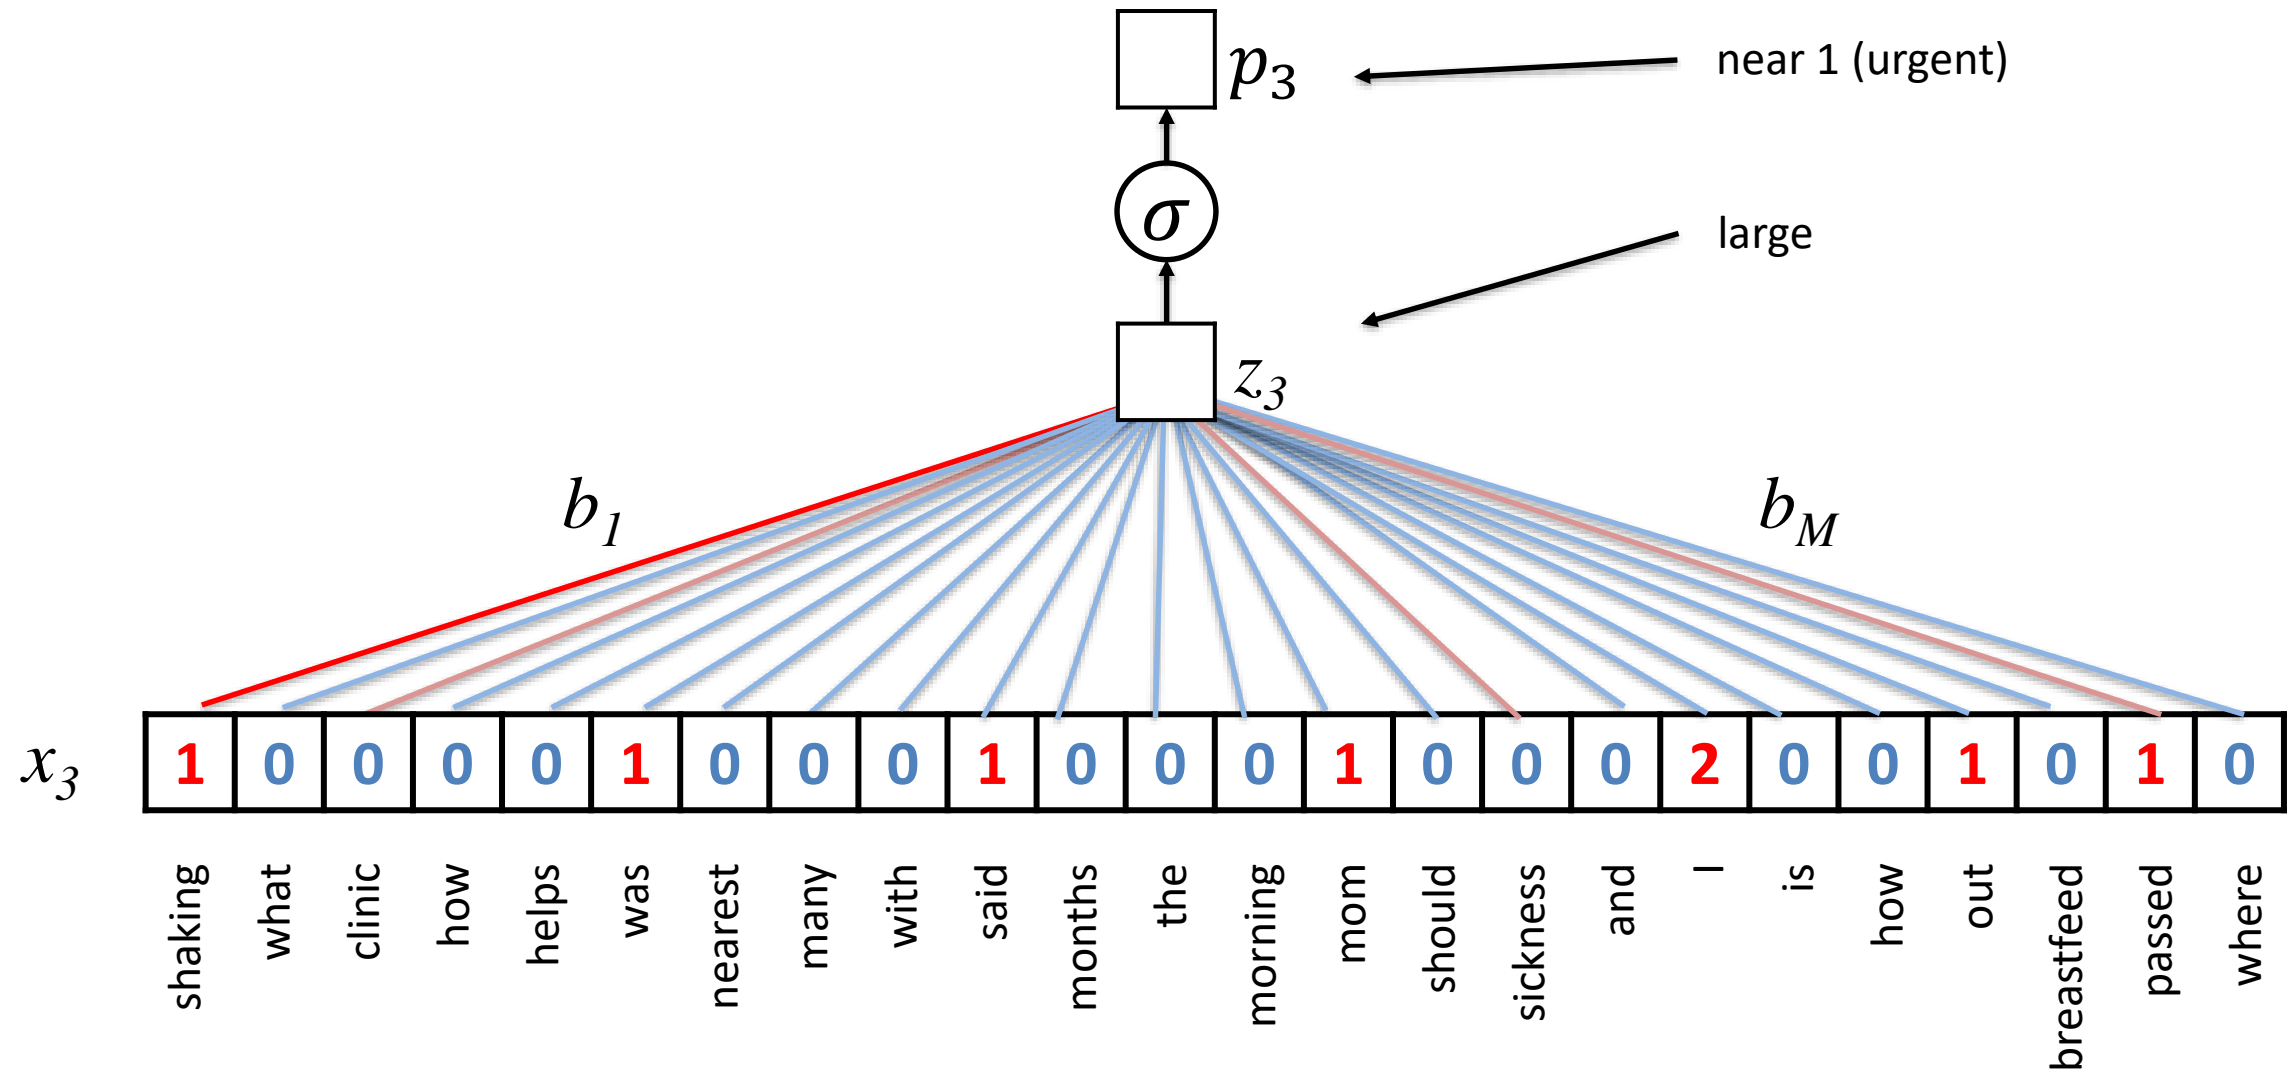 p₃
near 1 (urgent)
σ
large
z₃
b₁
b_M
x₃
1 0 0 0 0 1 0 0 0 1 0 0 0 1 0 0 0 2 0 0 1 0 1 0
shaking
what
clinic
how
helps
was
nearest
many
with
said
months
the
morning
mom
should
sickness
and
I
is
how
out
breastfeed
passed
where